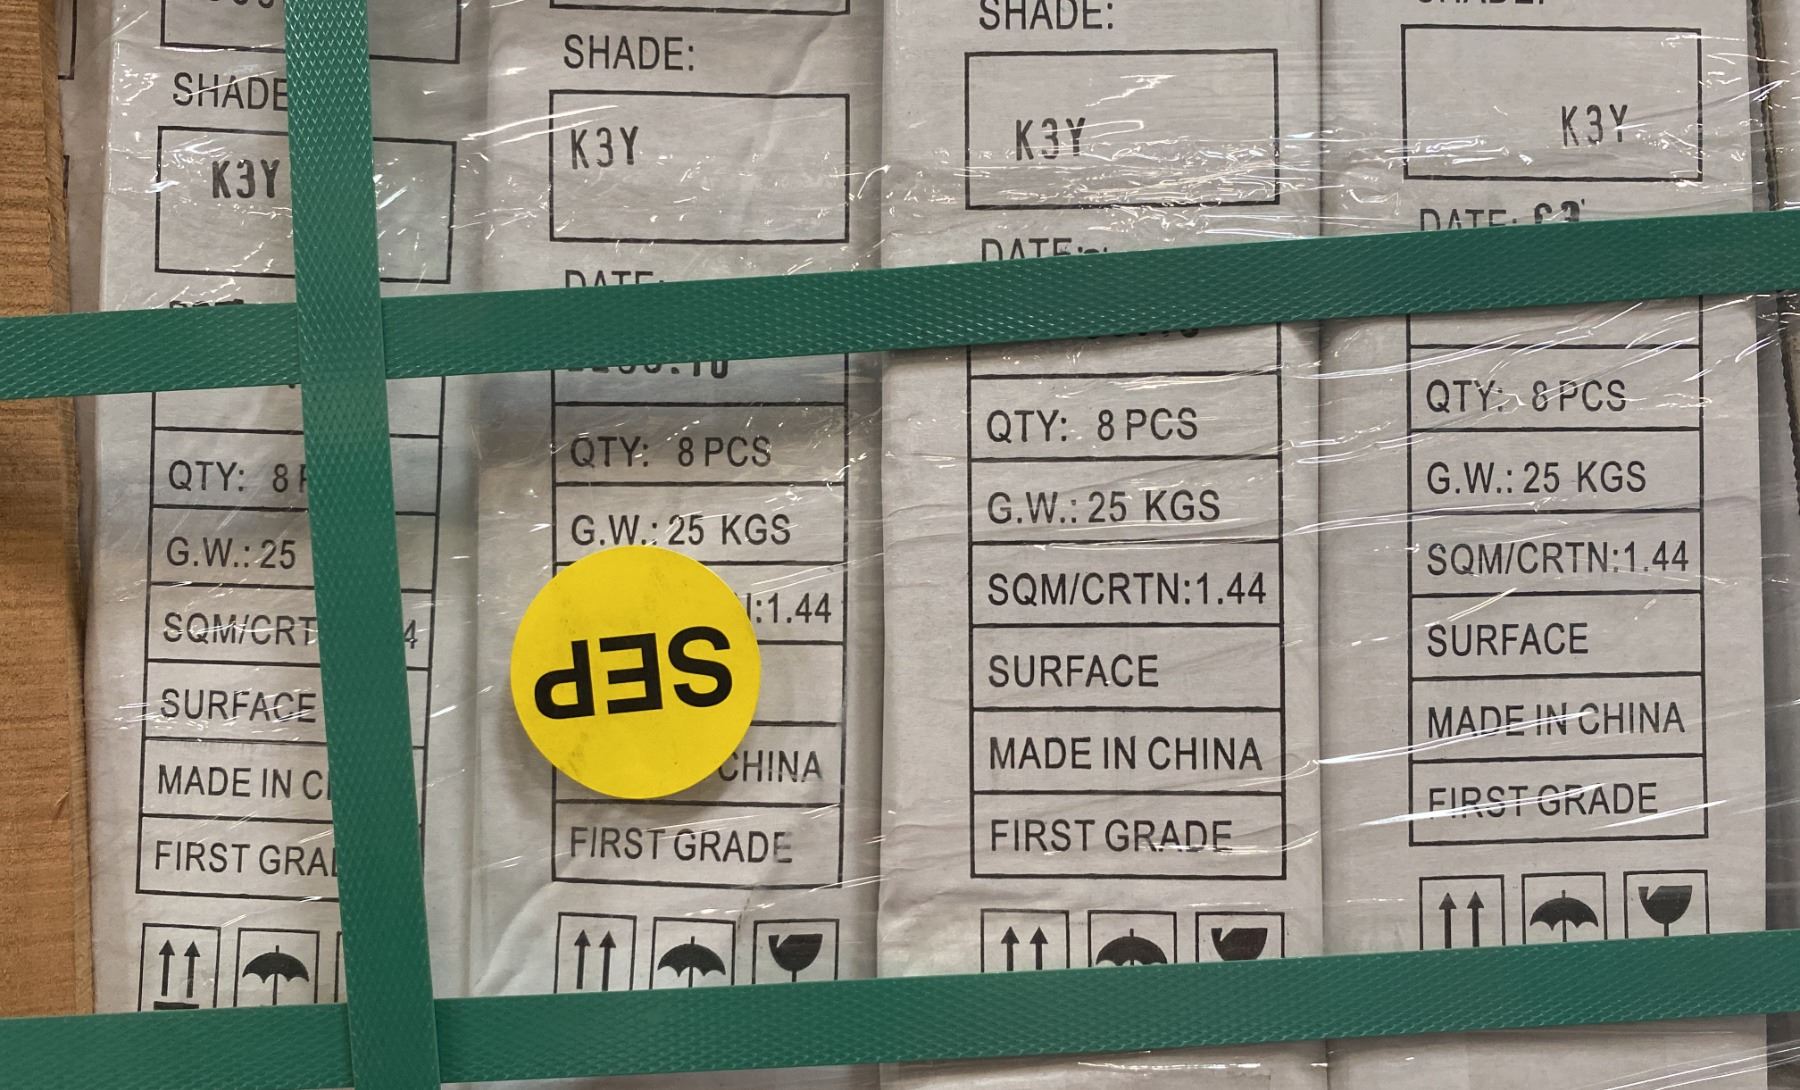 SHADE
K3Y
QTY: 8
G.W.: 25
SQM/CRT 4
SURFACE
MADE IN C
FIRST GRA
SHADE:
K3Y
DATE:
QTY: 8 PCS
G.W.: 25 KGS
:1.44
CHINA
FIRST GRADE
SEP
SHADE:
K3Y
DATE:
QTY: 8 PCS
G.W.: 25 KGS
SQM/CRTN:1.44
SURFACE
MADE IN CHINA
FIRST GRADE
K3Y
DATE:
QTY: 8 PCS
G.W.: 25 KGS
SQM/CRTN:1.44
SURFACE
MADE IN CHINA
FIRST GRADE